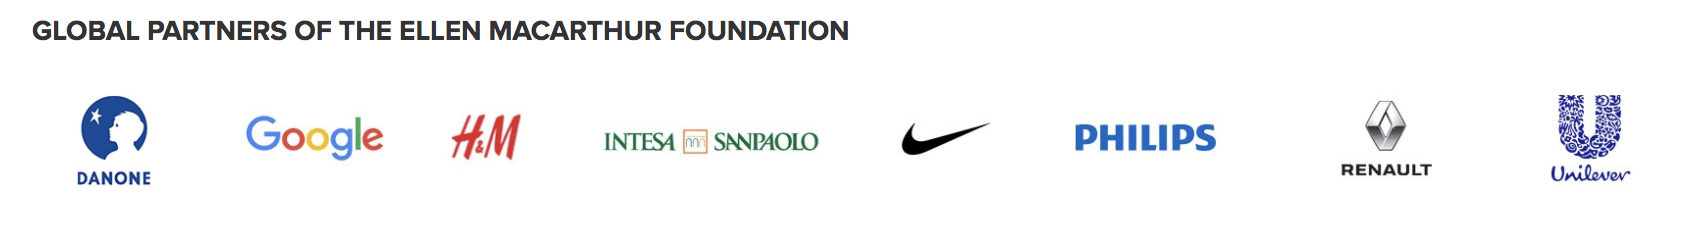 GLOBAL PARTNERS OF THE ELLEN MACARTHUR FOUNDATION
DANONE
Google
H&M
INTESA SANPAOLO
PHILIPS
RENAULT
Unilever